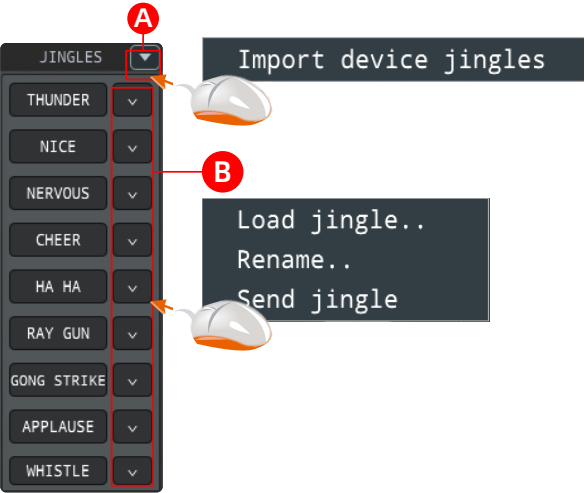 A
JINGLES
Import device jingles
THUNDER
NICE
B
NERVOUS
Load jingle..
CHEER
Rename..
HA HA
Send jingle
RAY GUN
GONG STRIKE
APPLAUSE
WHISTLE